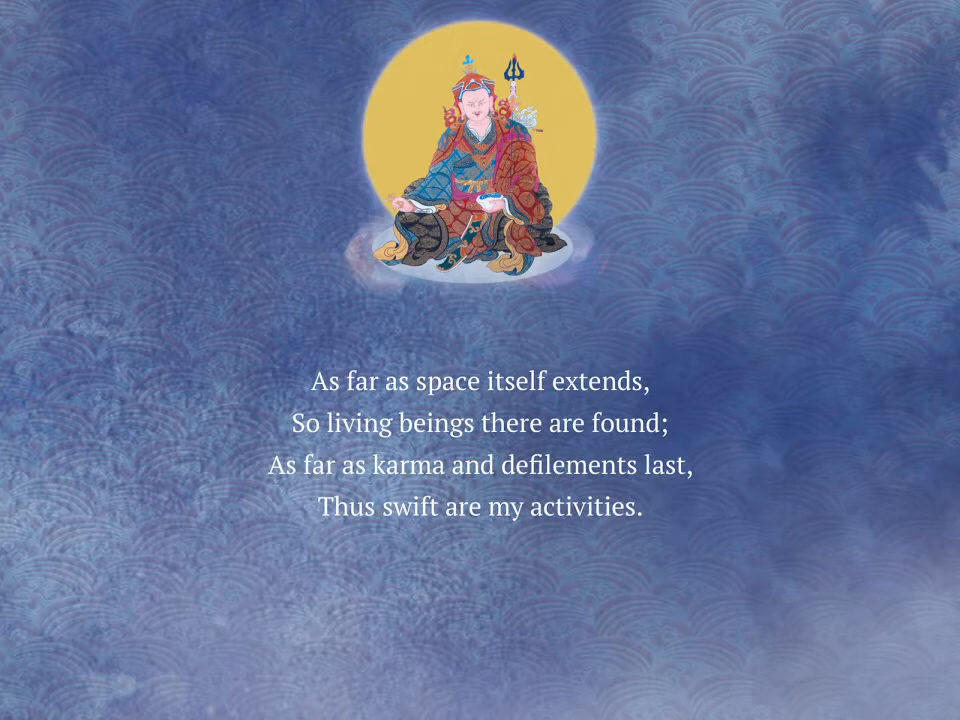 As far as space itself extends,
So living beings there are found;
As far as karma and defilements last,
Thus swift are my activities.